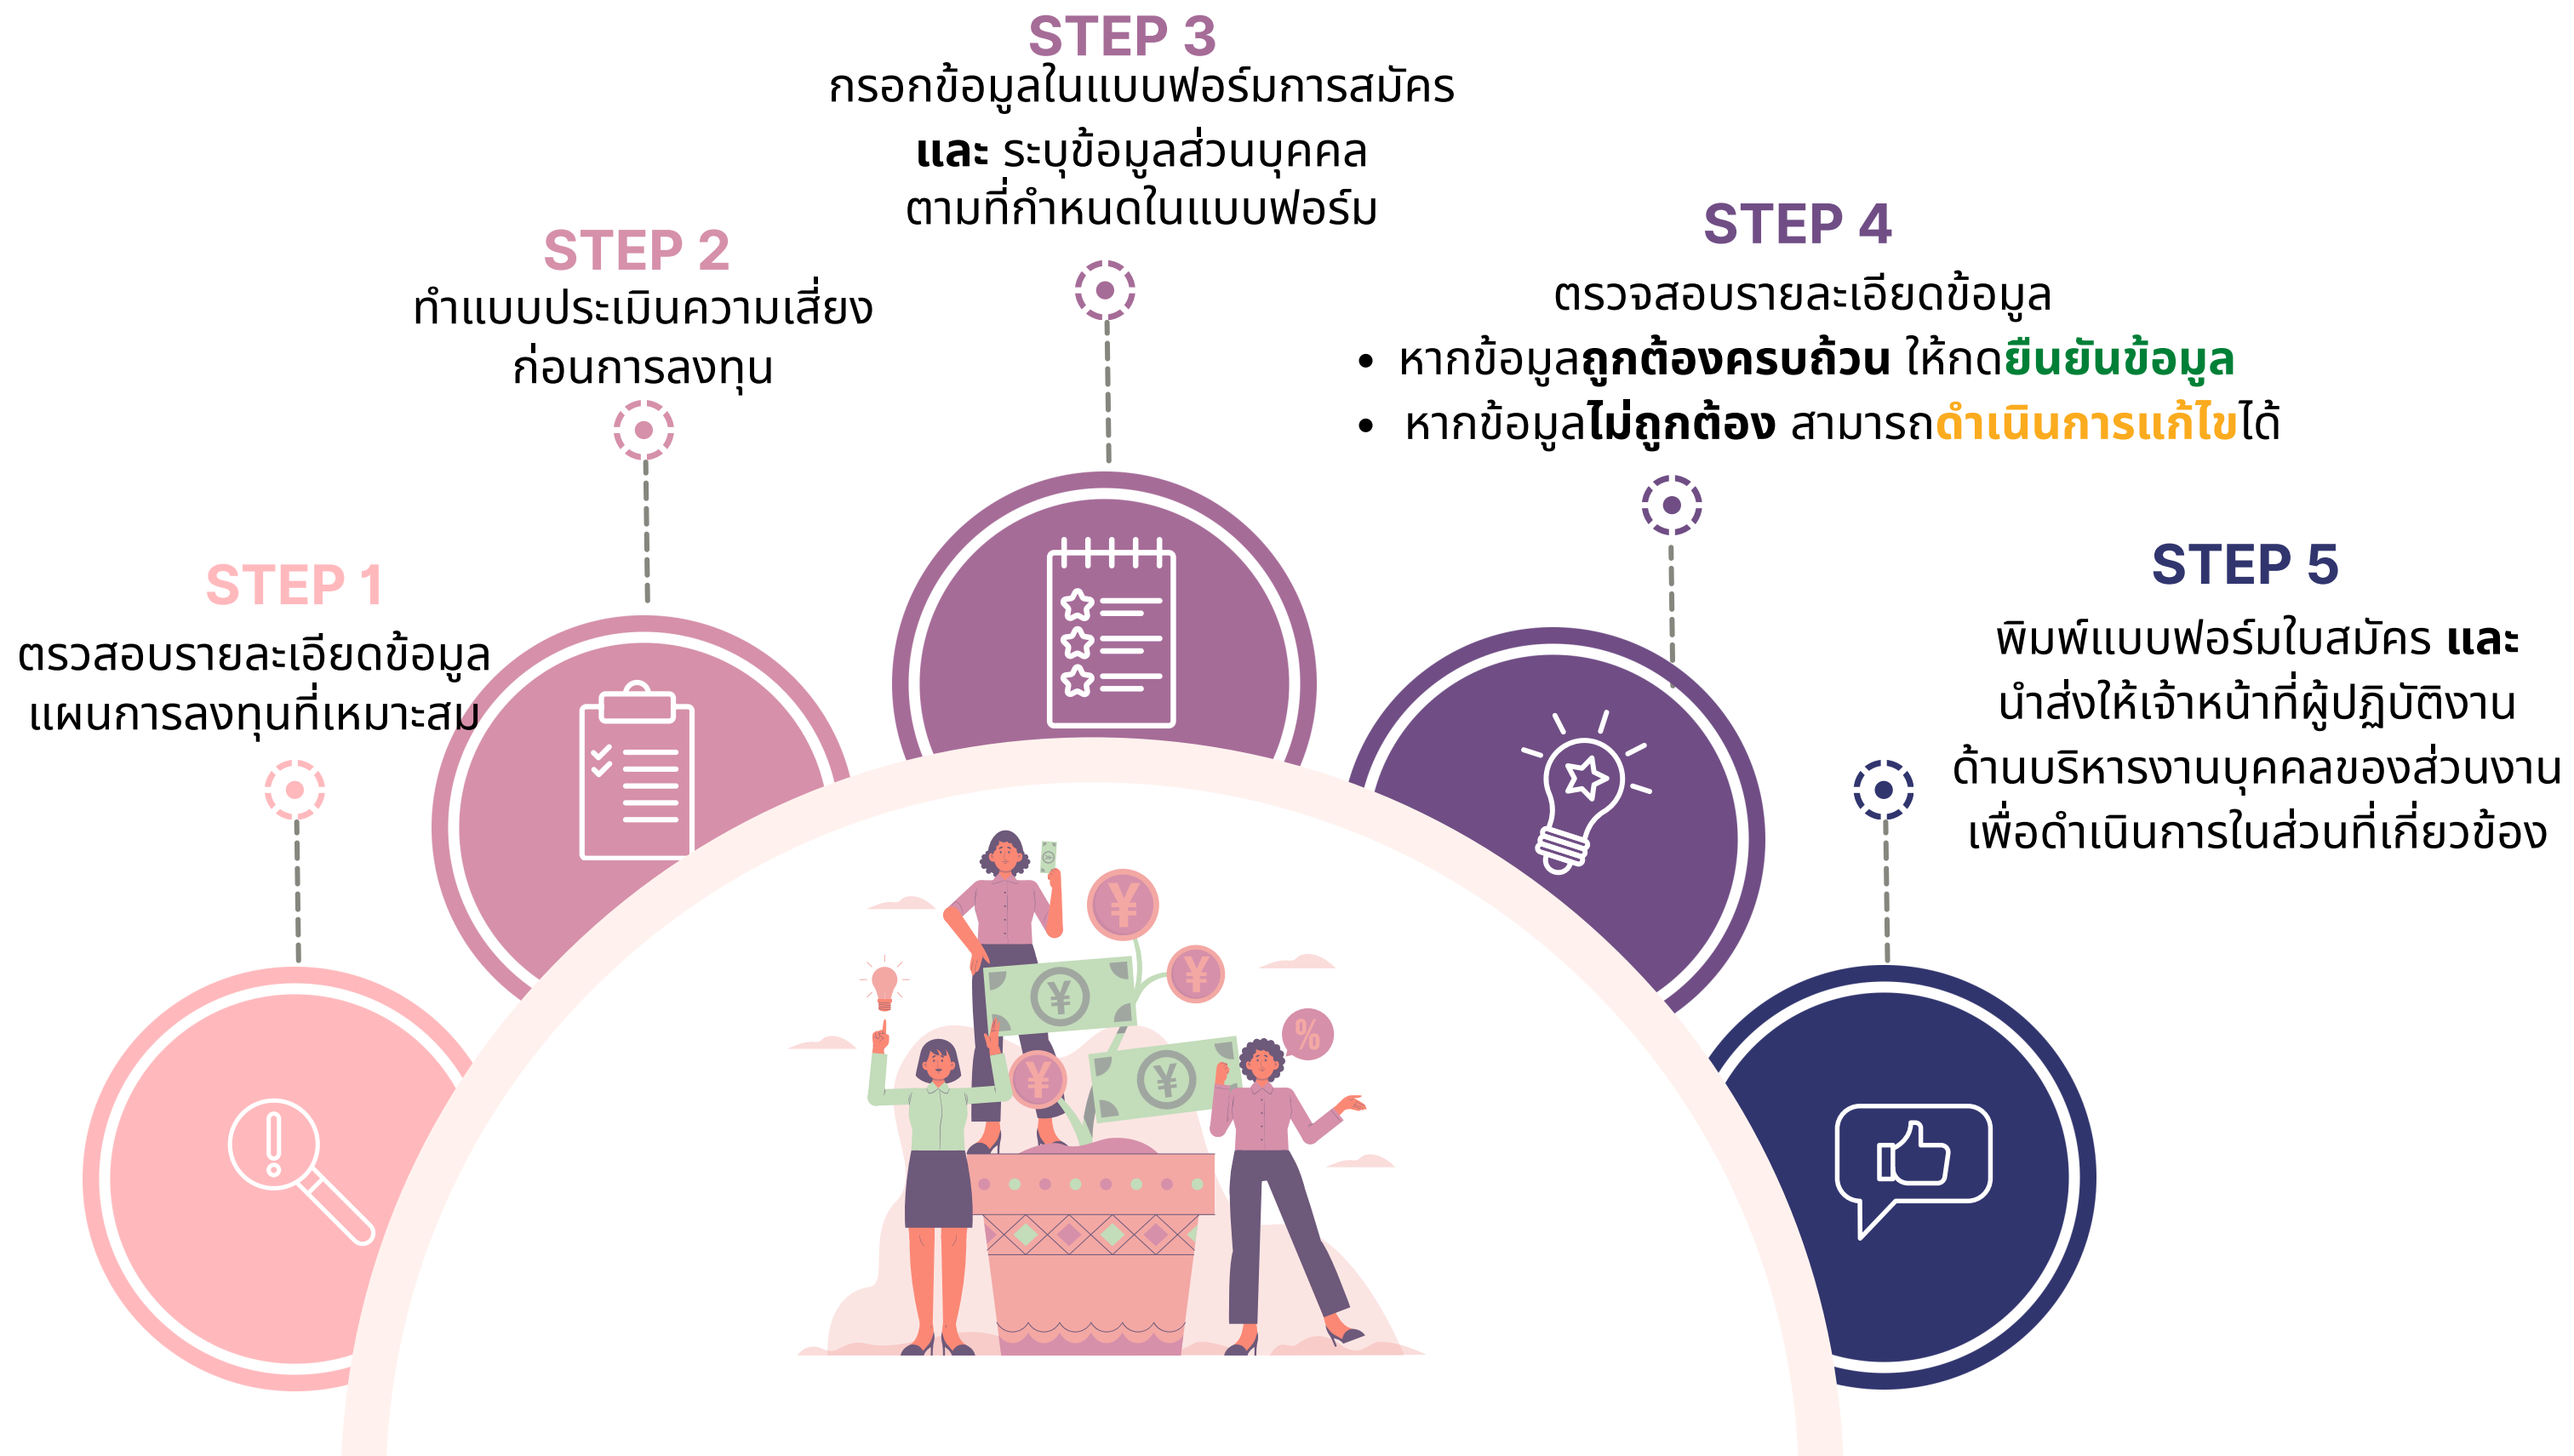 STEP 1
ตรวสอบรายละเอียดข้อมูล
แผนการลงทุนที่เหมาะสม
STEP 2
ทำแบบประเมินความเสี่ยง
ก่อนการลงทุน
STEP 3
กรอกข้อมูลในแบบฟอร์มการสมัคร
และ ระบุข้อมูลส่วนบุคคล
ตามที่กำหนดในแบบฟอร์ม
STEP 4
ตรวจสอบรายละเอียดข้อมูล
• หากข้อมูลถูกต้องครบถ้วน ให้กดยืนยันข้อมูล
• หากข้อมูลไม่ถูกต้อง สามารถดำเนินการแก้ไขได้
STEP 5
พิมพ์แบบฟอร์มใบสมัคร และ
นำส่งให้เจ้าหน้าที่ผู้ปฏิบัติงาน
ด้านบริหารงานบุคคลของส่วนงาน
เพื่อดำเนินการในส่วนที่เกี่ยวข้อง
¥
¥
¥
%
¥
¥